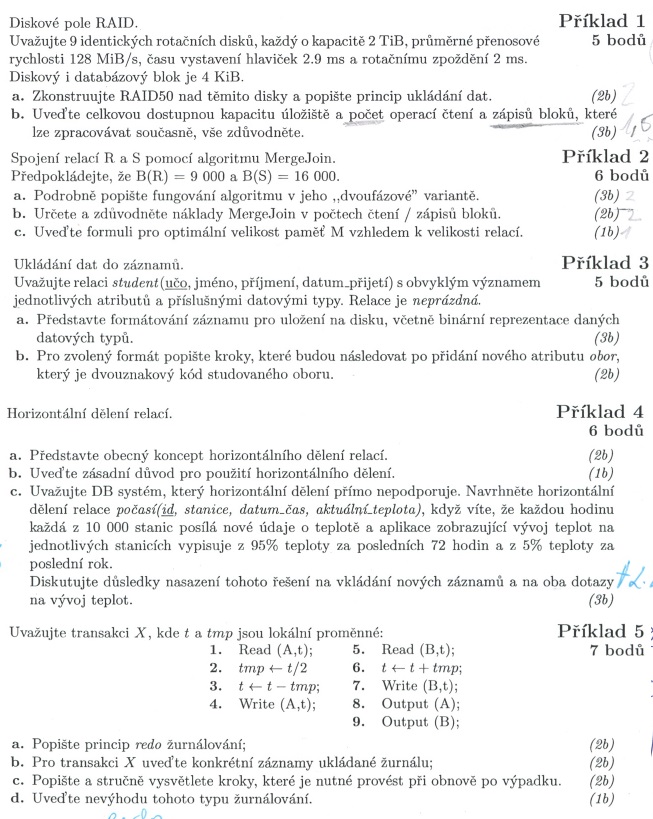 Diskové pole RAID. Příklad 1
Uvažujte 9 identických rotačních disků, každý o kapacitě 2 TiB, průměrné přenosové 5 bodů
rychlosti 128 MiB/s, času vystavení hlaviček 2.9 ms a rotačnímu zpoždění 2 ms.
Diskový i databázový blok je 4 KiB.
a. Zkonstruujte RAID50 nad těmito disky a popište princip ukládání dat. (2b) 2
b. Uveďte celkovou dostupnou kapacitu úložiště a počet operací čtení a zápisů bloků, které
lze zpracovávat současně, vše zdůvodněte. (3b) 1,5
Spojení relací R a S pomocí algoritmu MergeJoin. Příklad 2
Předpokládejte, že B(R) = 9 000 a B(S) = 16 000. 6 bodů
a. Podrobně popište fungování algoritmu v jeho ,,dvoufázové” variantě. (3b) 2
b. Určete a zdůvodněte náklady MergeJoin v počtech čtení / zápisů bloků. (2b) 2
c. Uveďte formuli pro optimální velikost paměť M vzhledem k velikosti relací. (1b) 1
Ukládání dat do záznamů. Příklad 3
Uvažujte relaci student(učo, jméno, příjmení, datum_přijetí) s obvyklým významem 5 bodů
jednotlivých atributů a příslušnými datovými typy. Relace je neprázdná.
a. Představte formátování záznamu pro uložení na disku, včetně binární reprezentace daných
datových typů. (3b)
b. Pro zvolený formát popište kroky, které budou následovat po přidání nového atributu obor,
který je dvouznakový kód studovaného oboru. (2b)
Horizontální dělení relací. Příklad 4
6 bodů
a. Představte obecný koncept horizontálního dělení relací. (2b)
b. Uveďte zásadní důvod pro použití horizontálního dělení. (1b)
c. Uvažujte DB systém, který horizontální dělení přímo nepodporuje. Navrhněte horizontální
dělení relace počasí(id, stanice, datum_čas, aktuální_teplota), když víte, že každou hodinu
každá z 10 000 stanic posílá nové údaje o teplotě a aplikace zobrazující vývoj teplot na
jednotlivých stanicích vypisuje z 95% teploty za posledních 72 hodin a z 5% teploty za
poslední rok.
Diskutujte důsledky nasazení tohoto řešení na vkládání nových záznamů a na oba dotazy
na vývoj teplot. (3b)
Uvažujte transakci X, kde t a tmp jsou lokální proměnné: Příklad 5
1. Read (A,t); 5. Read (B,t); 7 bodů
2. tmp ← t/2 6. t ← t + tmp;
3. t ← t − tmp; 7. Write (B,t);
4. Write (A,t); 8. Output (A);
9. Output (B);
a. Popište princip redo žurnálování; (2b)
b. Pro transakci X uveďte konkrétní záznamy ukládané žurnálu; (2b)
c. Popište a stručně vysvětlete kroky, které je nutné provést při obnově po výpadku. (2b)
d. Uveďte nevýhodu tohoto typu žurnálování. (1b)